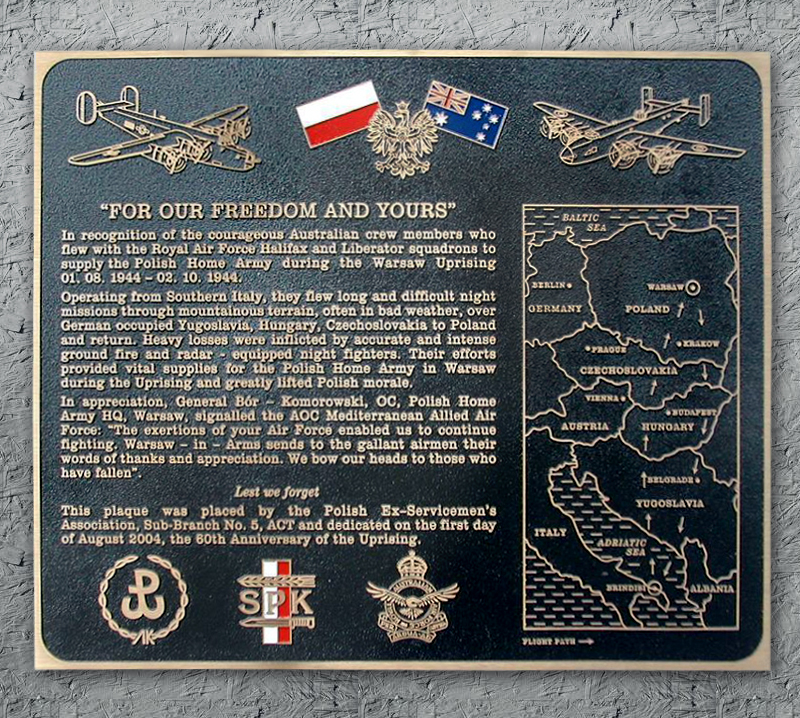 "FOR OUR FREEDOM AND YOURS"
In recognition of the courageous Australian crew members who
flew with the Royal Air Force Halifax and Liberator squadrons to
supply the Polish Home Army during the Warsaw Uprising
01. 08. 1944 – 02. 10. 1944.
Operating from Southern Italy, they flew long and difficult night
missions through mountainous terrain, often in bad weather, over
German occupied Yugoslavia, Hungary, Czechoslovakia to Poland
and return. Heavy losses were inflicted by accurate and intense
ground fire and radar - equipped night fighters. Their efforts
provided vital supplies for the Polish Home Army in Warsaw
during the Uprising and greatly lifted Polish morale.
In appreciation, General Bór – Komorowski, OC, Polish Home
Army HQ, Warsaw, signalled the AOC Mediterranean Allied Air
Force: "The exertions of your Air Force enabled us to continue
fighting. Warsaw – in – Arms sends to the gallant airmen their
words of thanks and appreciation. We bow our heads to those who
have fallen".
Lest we forget
This plaque was placed by the Polish Ex-Servicemen's
Association, Sub-Branch No. 5, ACT and dedicated on the first day
of August 2004, the 60th Anniversary of the Uprising.
AK
SPK
AUSTRALIAN
BALTIC
SEA
BERLIN
WARSAW
GERMANY
POLAND
KRAKOW
PRAGUE
CZECHOSLOVAKIA
VIENNA
BUDAPEST
AUSTRIA
HUNGARY
BELGRADE
YUGOSLAVIA
ITALY
ADRIATIC
SEA
BRINDISI
ALBANIA
FLIGHT PATH